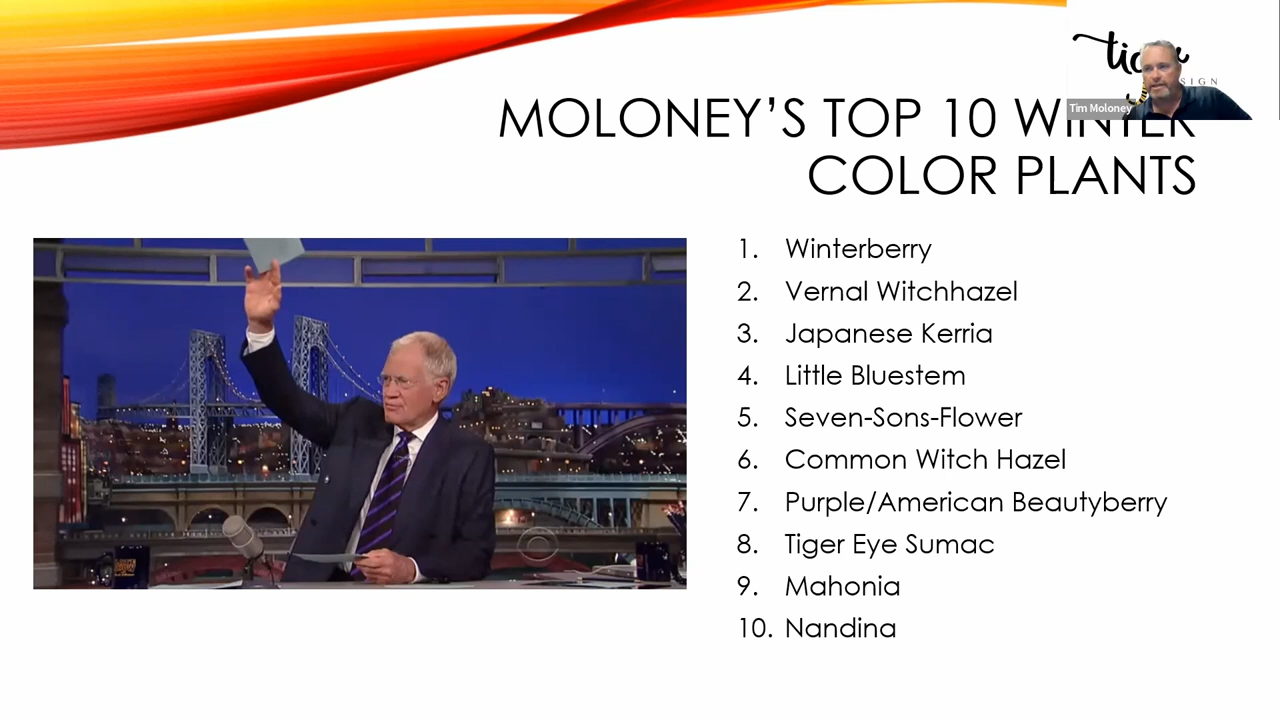 Tim Moloney
SIGN
MOLONEY'S TOP 10 WINTER
COLOR PLANTS
1. Winterberry
2. Vernal Witchhazel
3. Japanese Kerria
4. Little Bluestem
5. Seven-Sons-Flower
6. Common Witch Hazel
7. Purple/American Beautyberry
8. Tiger Eye Sumac
9. Mahonia
10. Nandina